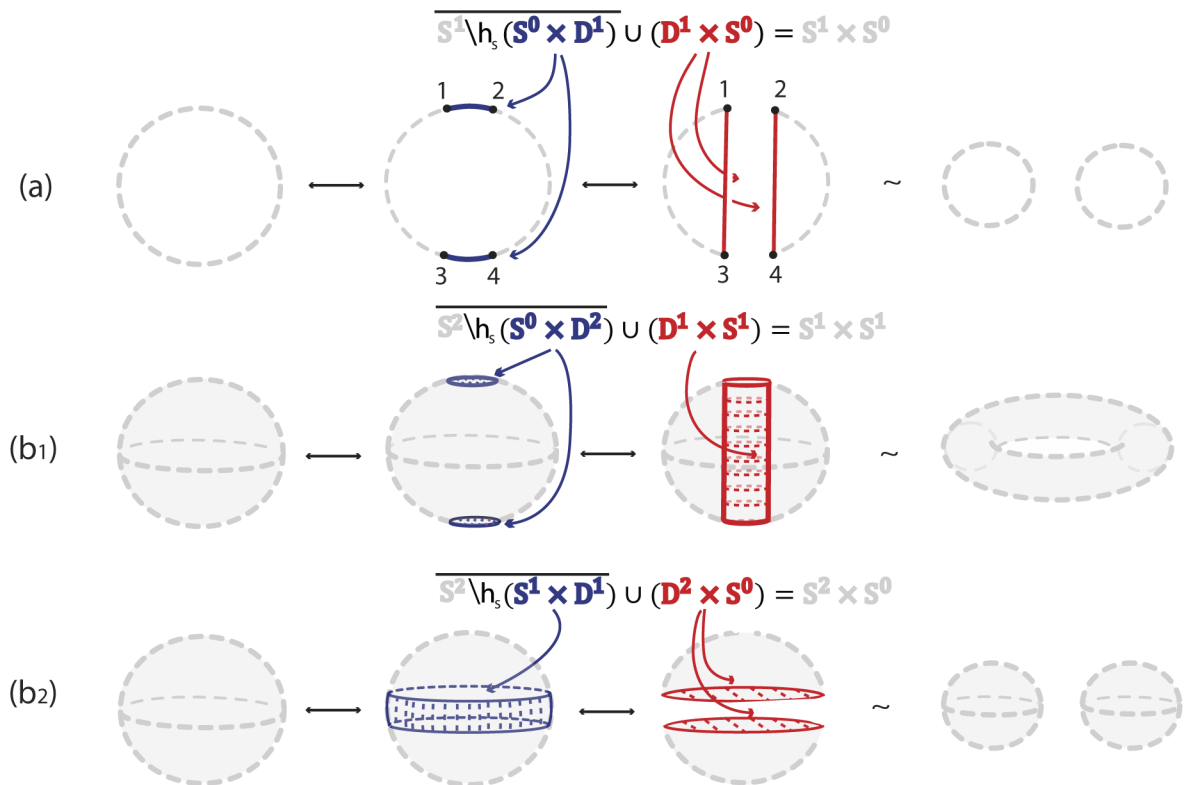 S¹\hₛ(S⁰ × D¹) ∪ (D¹ × S⁰) = S¹ × S⁰
1 2 1 2
(a) ~
3 4 3 4
S²\hₛ(S⁰ × D²) ∪ (D¹ × S¹) = S¹ × S¹
(b1) ~
S²\hₛ(S¹ × D¹) ∪ (D² × S⁰) = S² × S⁰
(b2) ~